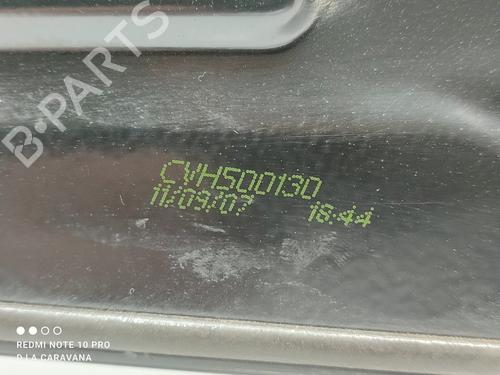 B-PARTS
CVH500130
11/09/07 16:44
REDMI NOTE 10 PRO
D.LA CARAVANA